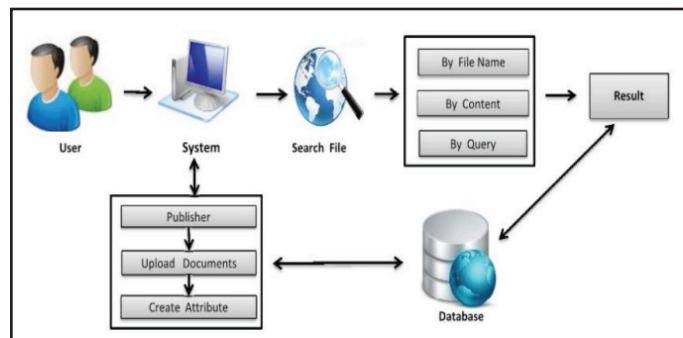 User
System
Search File
By File Name
By Content
By Query
Result
Publisher
Upload Documents
Create Attribute
Database